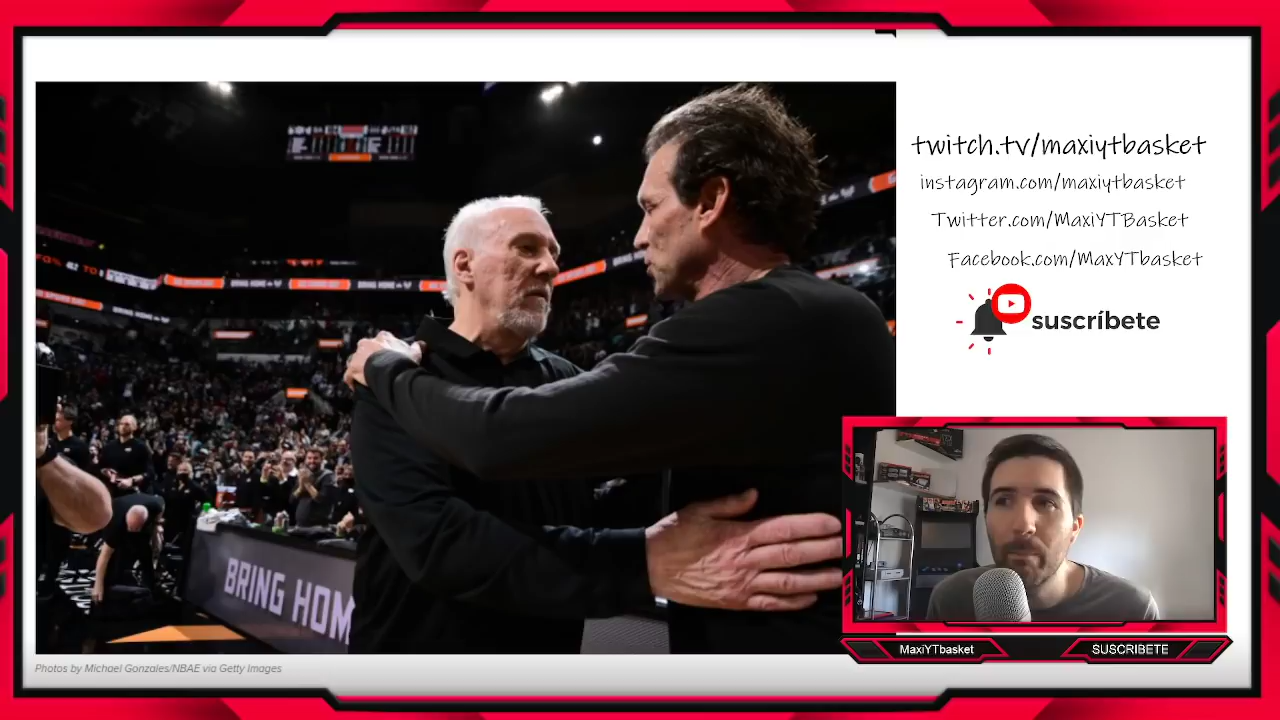 twitch.tv/maxiytbasket
instagram.com/maxiytbasket
Twitter.com/MaxiYTBasket
Facebook.com/MaxYTbasket
suscríbete
BRING HOM
Photos by Michael Gonzales/NBAE via Getty Images
MaxiYTbasket
SUSCRIBETE